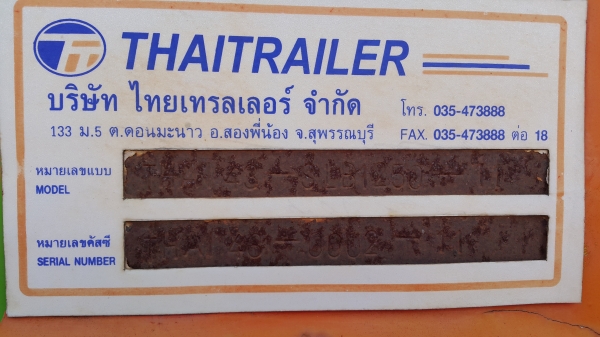 THAITRAILER
บริษัท ไทยเทรลเลอร์ จำกัด โทร. 035-473888
133 ม.5 ต.ดอนมะนาว อ.สองพี่น้อง จ.สุพรรณบุรี FAX. 035-473888 ต่อ 18
หมายเลขแบบ
MODEL
หมายเลขคัสซี
SERIAL NUMBER